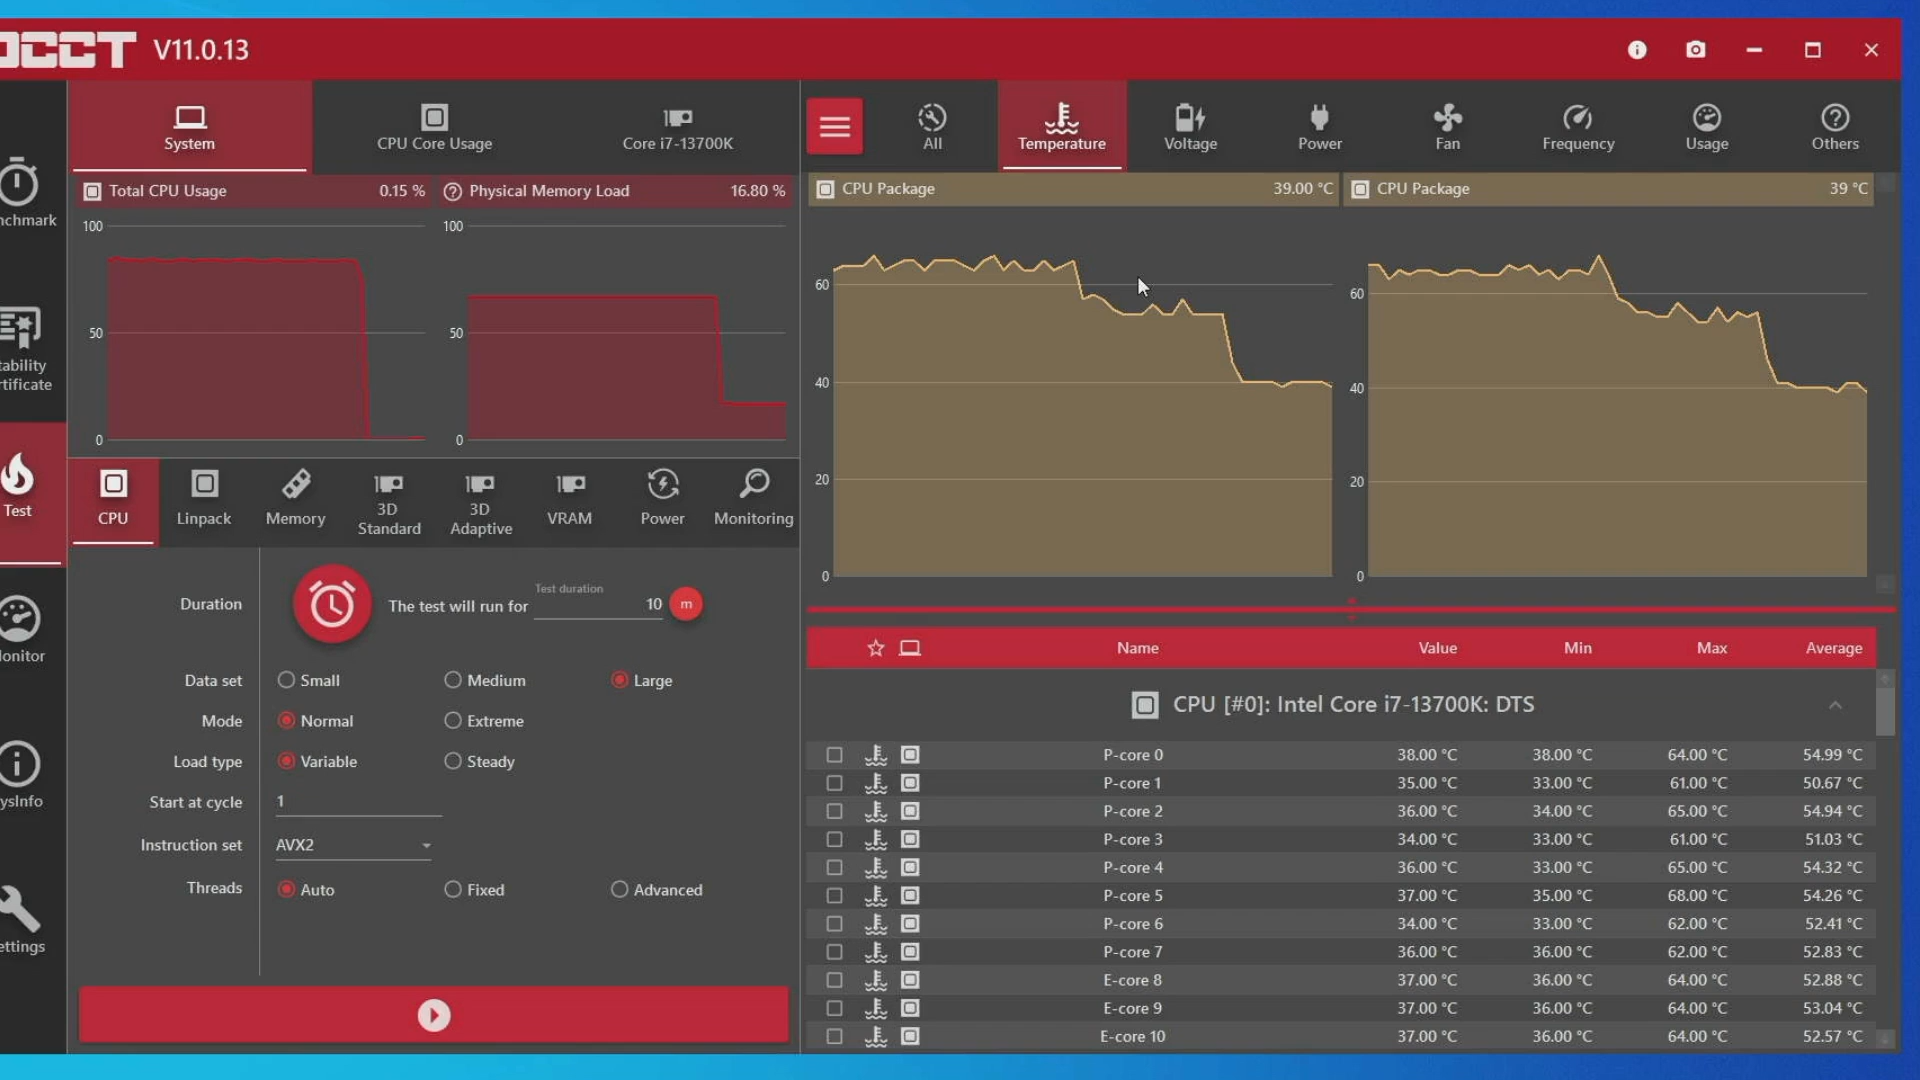 OCCT V11.0.13
System
CPU Core Usage
Core i7-13700K
All
Temperature
Voltage
Power
Fan
Frequency
Usage
Others
Total CPU Usage 0.15 %
Physical Memory Load 16.80 %
CPU Package 39.00 °C
CPU Package 39 °C
100
50
0
100
50
0
60
40
20
0
60
40
20
0
nchmark
tability
rtificate
Test
onitor
ysInfo
ettings
CPU
Linpack
Memory
3D
Standard
3D
Adaptive
VRAM
Power
Monitoring
Duration
The test will run for
Test duration
10 m
Data set Small Medium Large
Mode Normal Extreme
Load type Variable Steady
Start at cycle 1
Instruction set AVX2
Threads Auto Fixed Advanced
Name Value Min Max Average
CPU [#0]: Intel Core i7-13700K: DTS
P-core 0 38.00 °C 38.00 °C 64.00 °C 54.99 °C
P-core 1 35.00 °C 33.00 °C 61.00 °C 50.67 °C
P-core 2 36.00 °C 34.00 °C 65.00 °C 54.94 °C
P-core 3 34.00 °C 33.00 °C 61.00 °C 51.03 °C
P-core 4 36.00 °C 33.00 °C 65.00 °C 54.32 °C
P-core 5 37.00 °C 35.00 °C 68.00 °C 54.26 °C
P-core 6 34.00 °C 33.00 °C 62.00 °C 52.41 °C
P-core 7 36.00 °C 36.00 °C 62.00 °C 52.83 °C
E-core 8 37.00 °C 36.00 °C 64.00 °C 52.88 °C
E-core 9 37.00 °C 36.00 °C 64.00 °C 53.04 °C
E-core 10 37.00 °C 36.00 °C 64.00 °C 52.57 °C